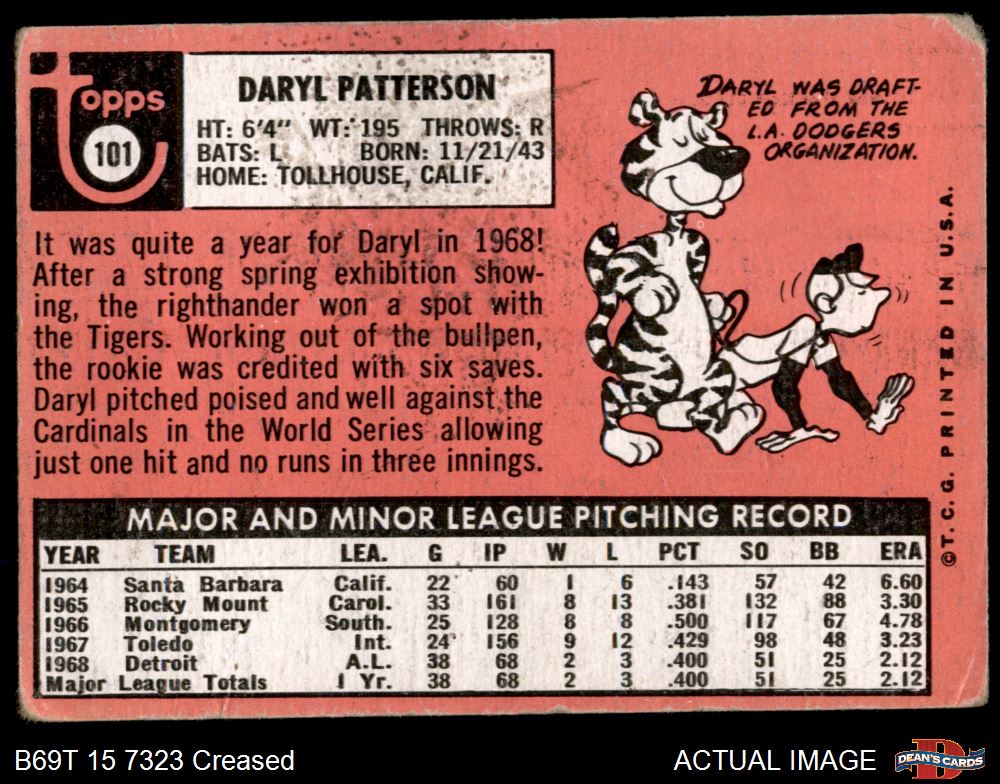 Topps
101
DARYL PATTERSON
HT: 6'4" WT: 195 THROWS: R
BATS: L BORN: 11/21/43
HOME: TOLLHOUSE, CALIF.
DARYL WAS DRAFT-
ED FROM THE
L.A. DODGERS
ORGANIZATION.
It was quite a year for Daryl in 1968!
After a strong spring exhibition show-
ing, the righthander won a spot with
the Tigers. Working out of the bullpen,
the rookie was credited with six saves.
Daryl pitched poised and well against the
Cardinals in the World Series allowing
just one hit and no runs in three innings.
©T.C.G. PRINTED IN U.S.A.
MAJOR AND MINOR LEAGUE PITCHING RECORD
YEAR TEAM LEA. G IP W L PCT SO BB ERA
1964 Santa Barbara Calif. 22 60 1 6 .143 57 42 6.60
1965 Rocky Mount Carol. 33 161 8 13 .381 132 88 3.30
1966 Montgomery South. 25 128 8 8 .500 117 67 4.78
1967 Toledo Int. 24 156 9 12 .429 98 48 3.23
1968 Detroit A.L. 38 68 2 3 .400 51 25 2.12
Major League Totals 1 Yr. 38 68 2 3 .400 51 25 2.12
B69T 15 7323 Creased
ACTUAL IMAGE
D
DEAN'S CARDS